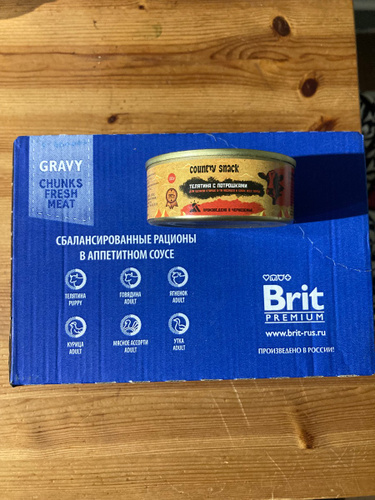 GRAVY
CHUNKS
FRESH
MEAT
country snack
ТЕЛЯТИНА С ПОТРОШКАМИ
СБАЛАНСИРОВАННЫЕ РАЦИОНЫ
В АППЕТИТНОМ СОУСЕ
ТЕЛЯТИНА
PUPPY
ГОВЯДИНА
ADULT
ЯГНЕНОК
ADULT
КУРИЦА
ADULT
МЯСНОЕ АССОРТИ
ADULT
УТКА
ADULT
Brit
PREMIUM
www.brit-rus.ru
ПРОИЗВЕДЕНО В РОССИИ!